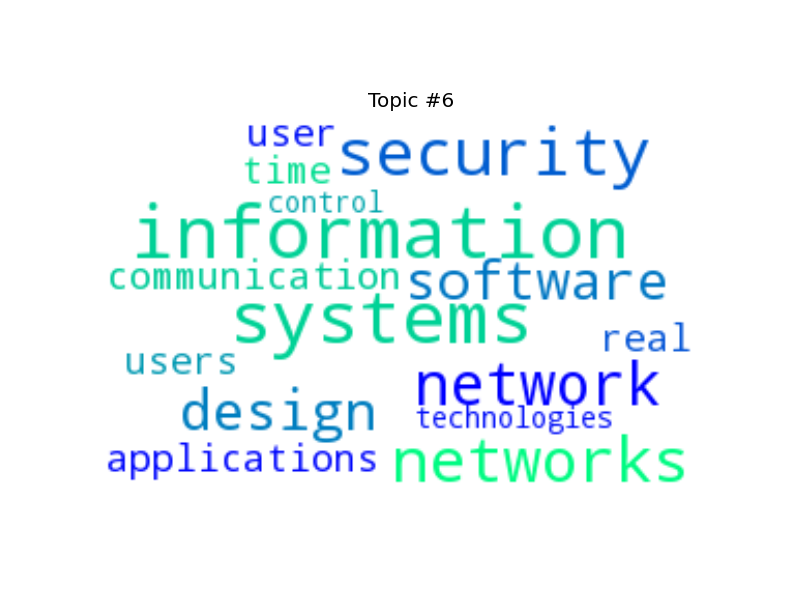 Topic #6
user security
time
control
information
communication software
systems
real
users
network
design technologies
applications networks